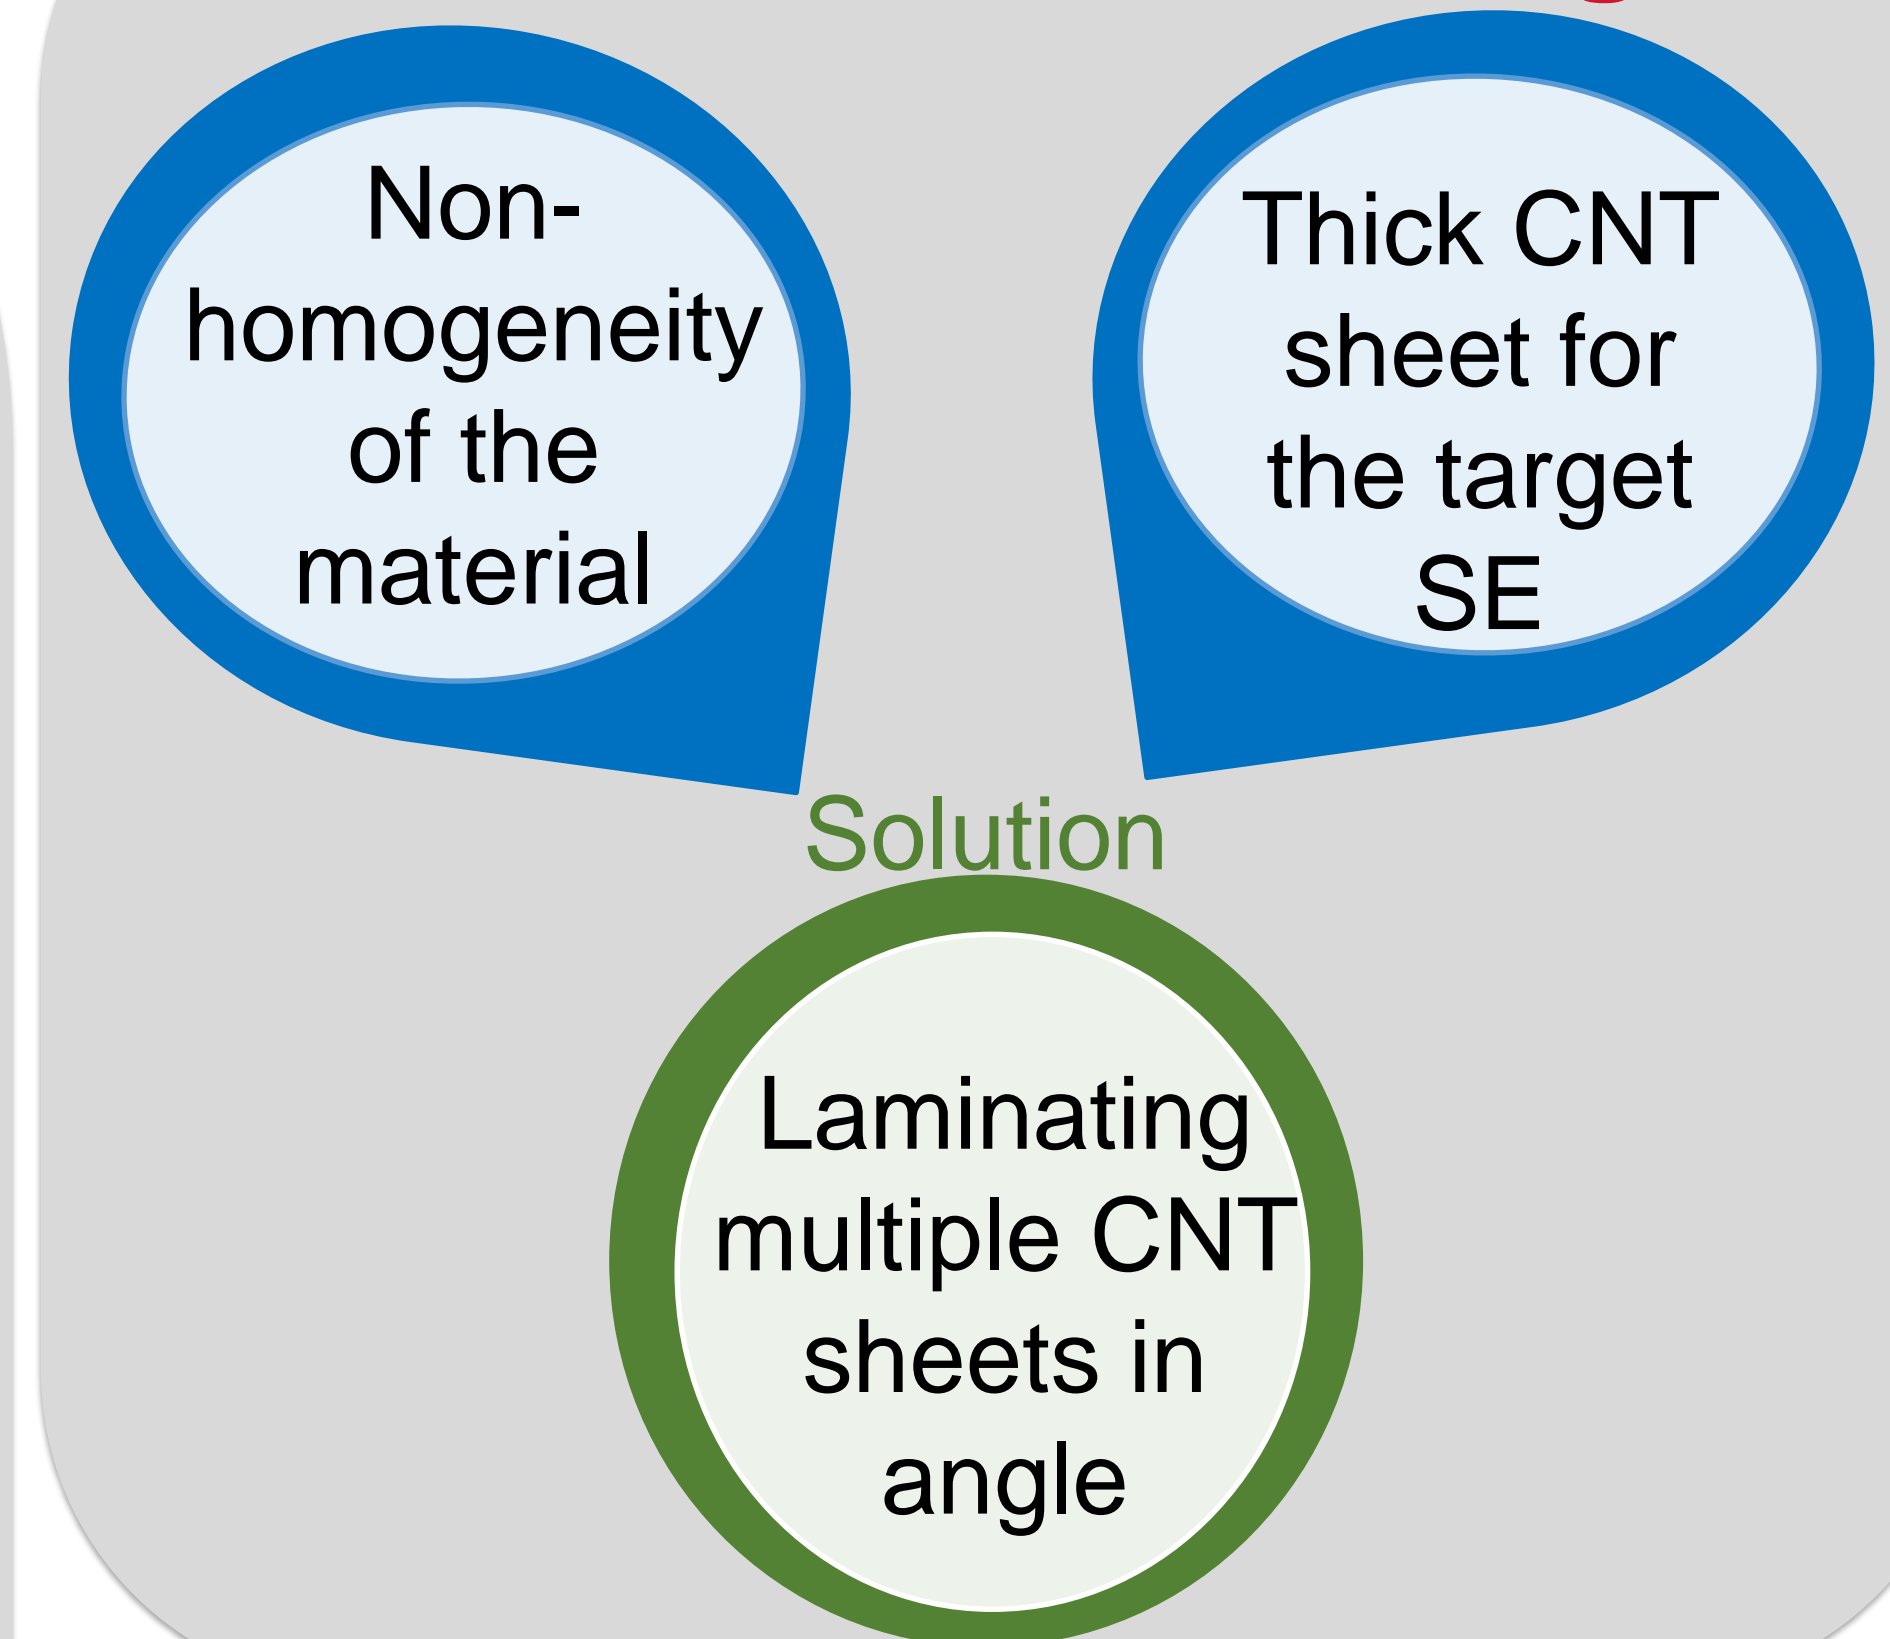 Non-
homogeneity
of the
material
Thick CNT
sheet for
the target
SE
Solution
Laminating
multiple CNT
sheets in
angle